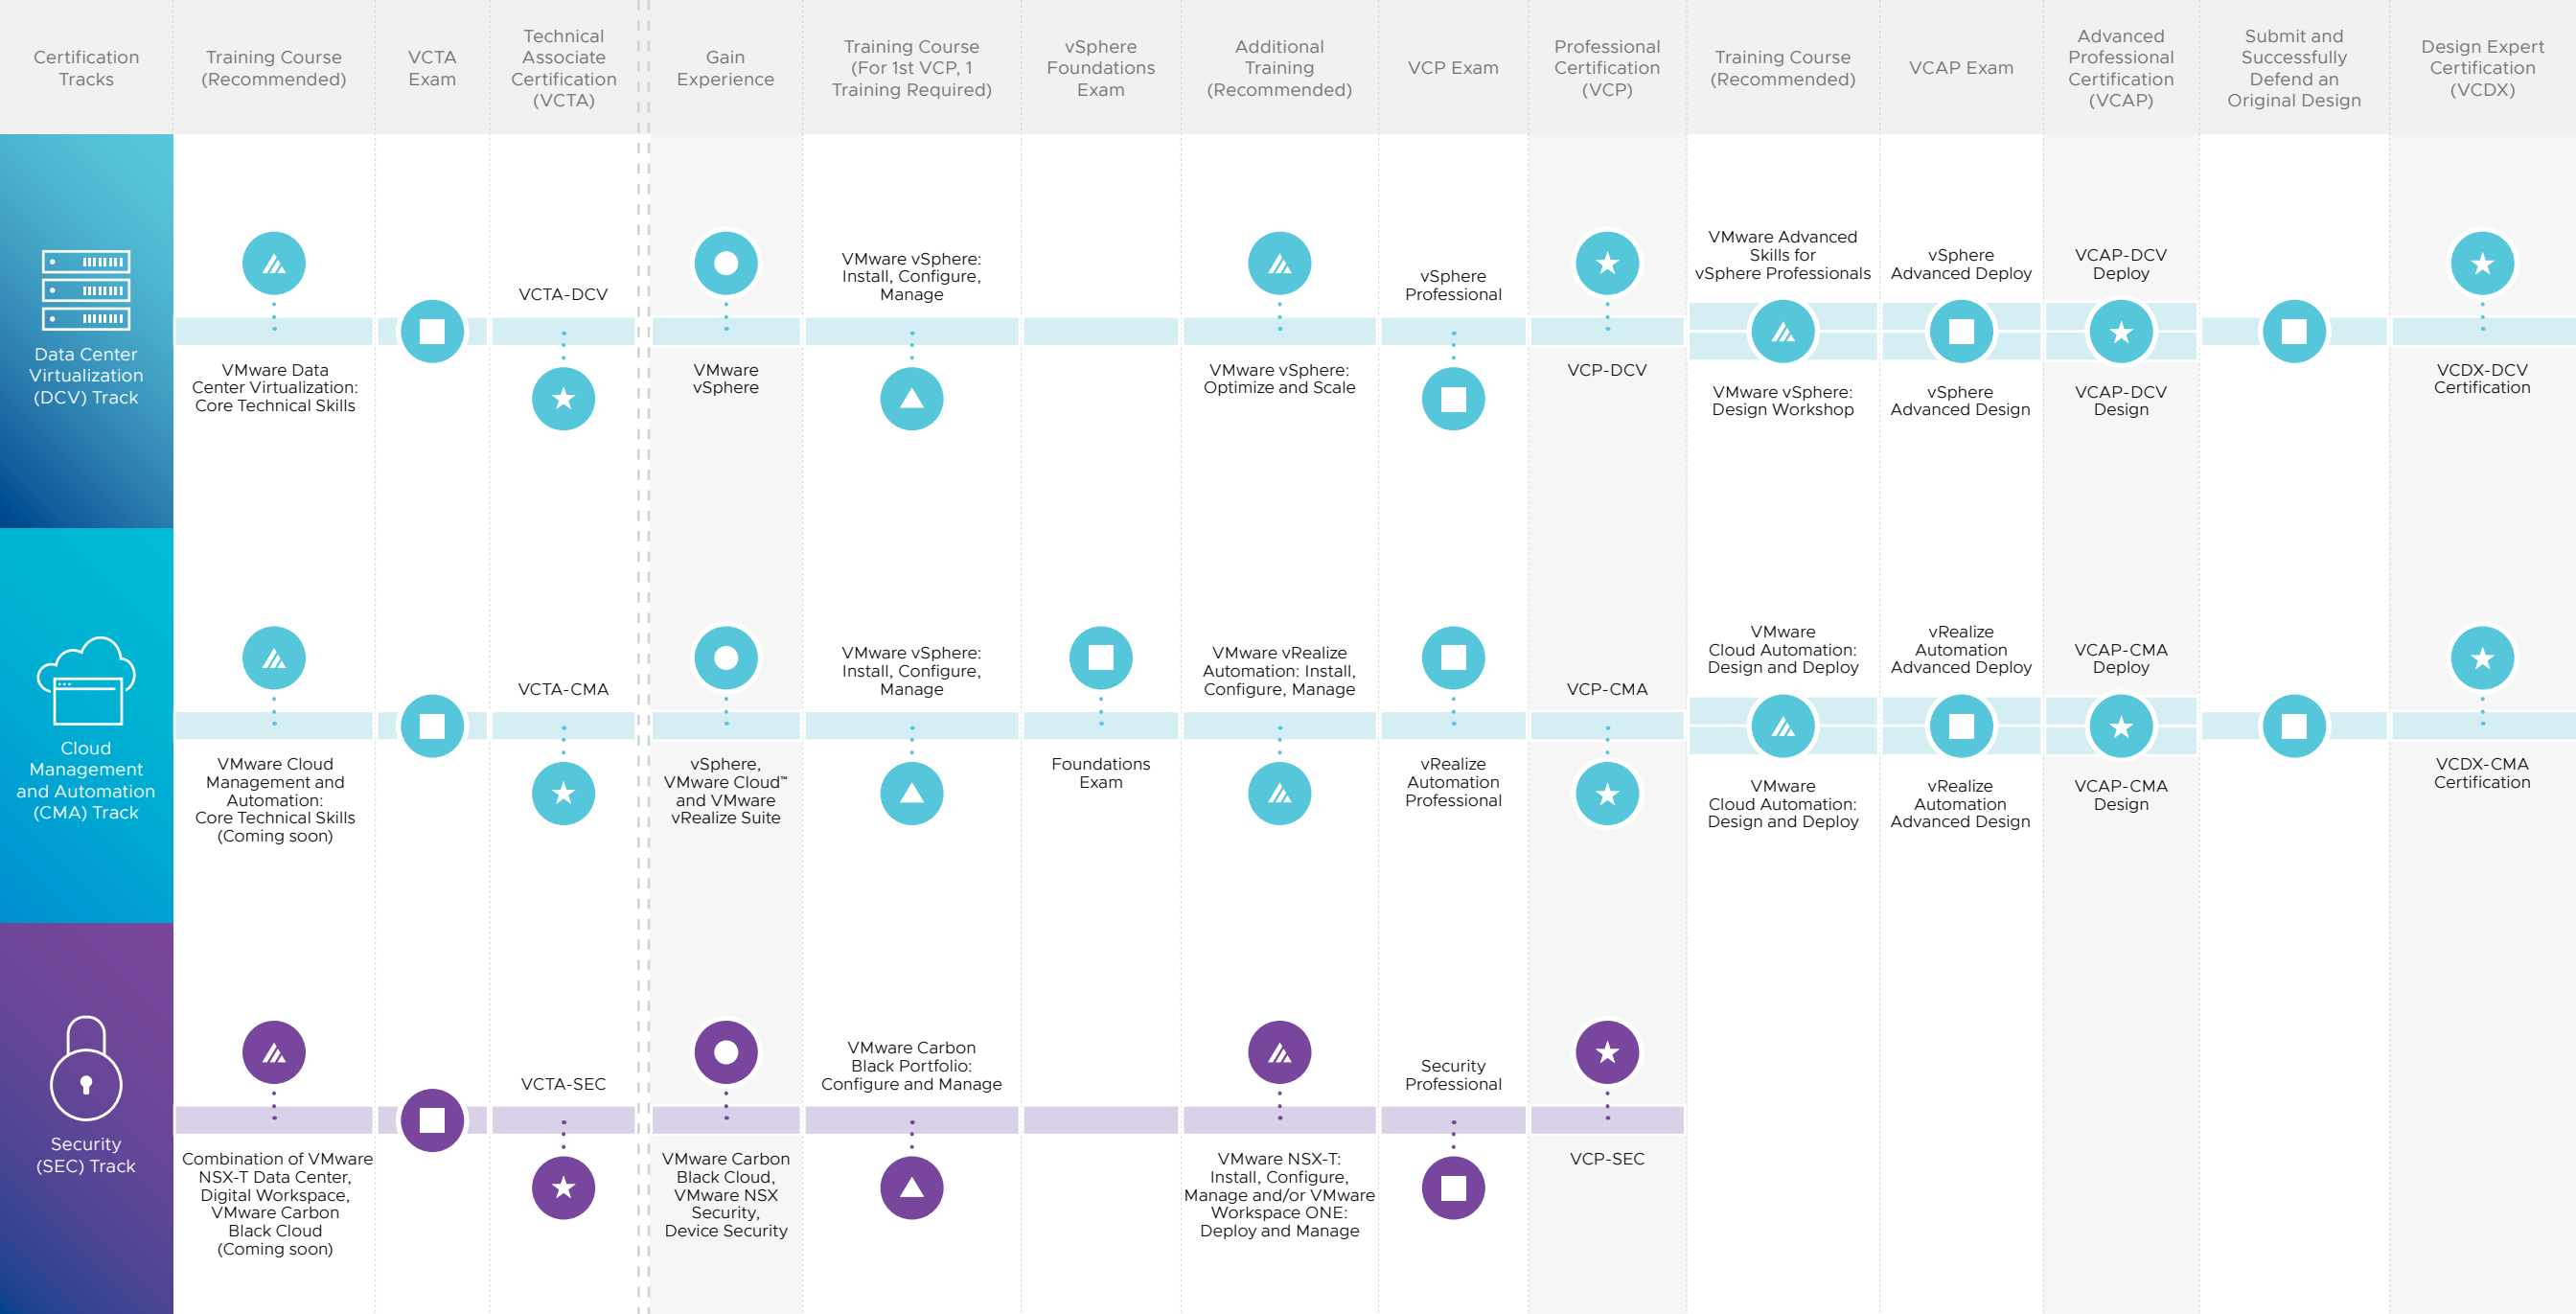 Certification
Tracks
Training Course
(Recommended)
VCTA
Exam
Technical
Associate
Certification
(VCTA)
Gain
Experience
Training Course
(For 1st VCP, 1
Training Required)
vSphere
Foundations
Exam
Additional
Training
(Recommended)
VCP Exam
Professional
Certification
(VCP)
Training Course
(Recommended)
VCAP Exam
Advanced
Professional
Certification
(VCAP)
Submit and
Successfully
Defend an
Original Design
Design Expert
Certification
(VCDX)
Data Center
Virtualization
(DCV) Track
VMware Data
Center Virtualization:
Core Technical Skills
VCTA-DCV
VMware
vSphere
VMware vSphere:
Install, Configure,
Manage
VMware vSphere:
Optimize and Scale
vSphere
Professional
VCP-DCV
VMware Advanced
Skills for
vSphere Professionals
VMware vSphere:
Design Workshop
vSphere
Advanced Deploy
vSphere
Advanced Design
VCAP-DCV
Deploy
VCAP-DCV
Design
VCDX-DCV
Certification
Cloud
Management
and Automation
(CMA) Track
VMware Cloud
Management and
Automation:
Core Technical Skills
(Coming soon)
VCTA-CMA
vSphere,
VMware Cloud™
and VMware
vRealize Suite
VMware vSphere:
Install, Configure,
Manage
Foundations
Exam
VMware vRealize
Automation: Install,
Configure, Manage
vRealize
Automation
Professional
VCP-CMA
VMware
Cloud Automation:
Design and Deploy
VMware
Cloud Automation:
Design and Deploy
vRealize
Automation
Advanced Deploy
vRealize
Automation
Advanced Design
VCAP-CMA
Deploy
VCAP-CMA
Design
VCDX-CMA
Certification
Security
(SEC) Track
Combination of VMware
NSX-T Data Center,
Digital Workspace,
VMware Carbon
Black Cloud
(Coming soon)
VCTA-SEC
VMware Carbon
Black Cloud,
VMware NSX
Security,
Device Security
VMware Carbon
Black Portfolio:
Configure and Manage
VMware NSX-T:
Install, Configure,
Manage and/or VMware
Workspace ONE:
Deploy and Manage
Security
Professional
VCP-SEC